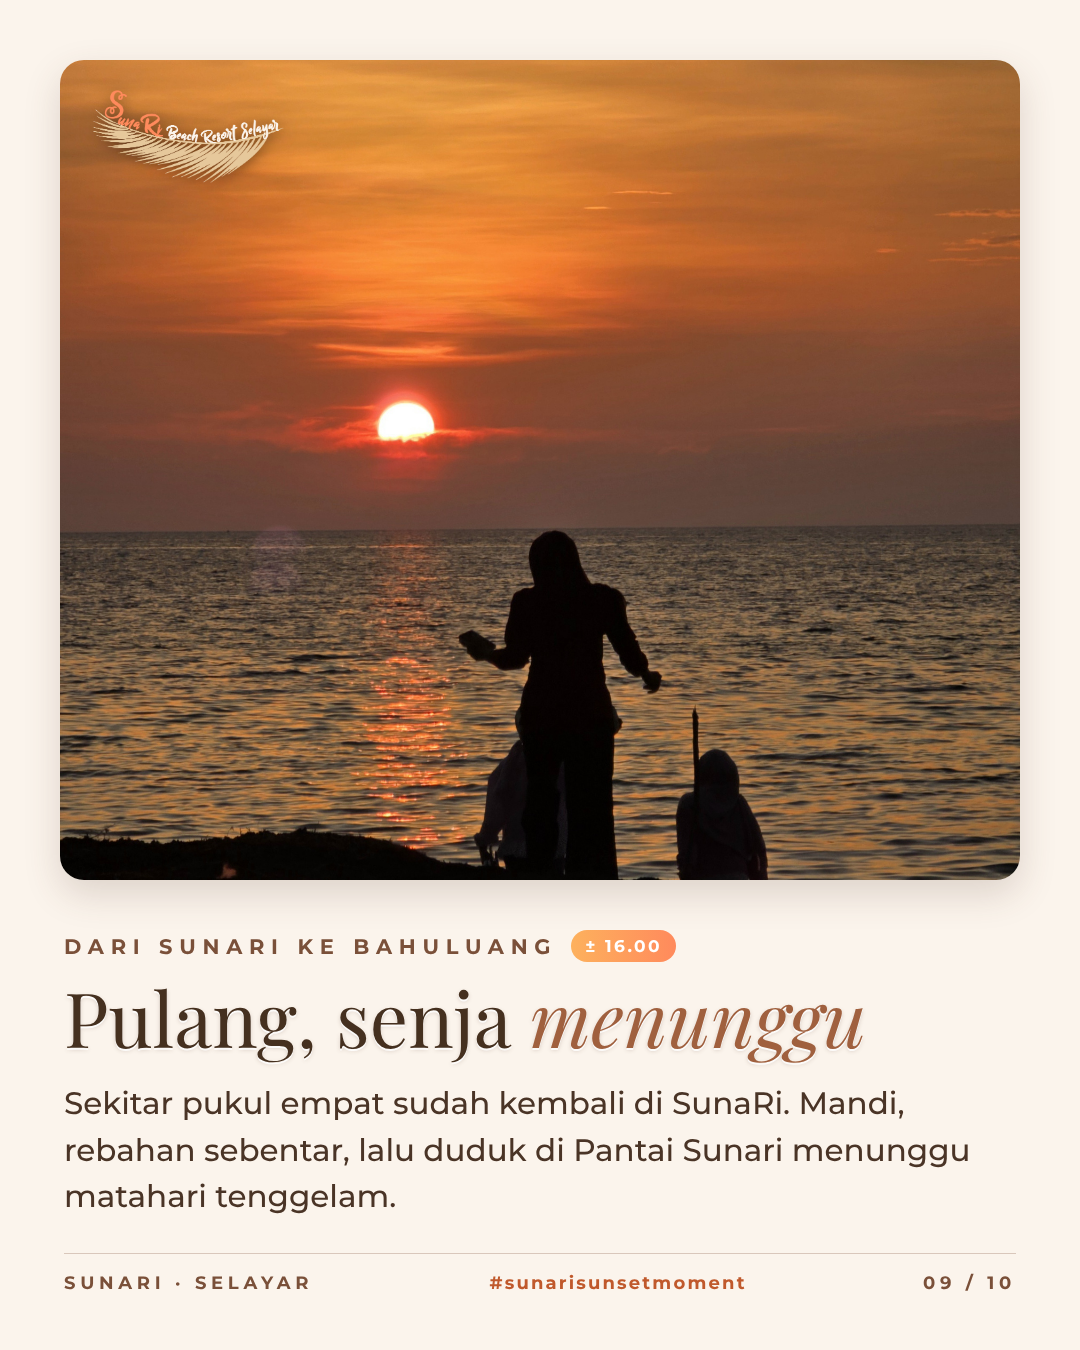 SunaRi Beach Resort Selayar
DARI SUNARI KE BAHULUANG ± 16.00
Pulang, senja menunggu
Sekitar pukul empat sudah kembali di SunaRi. Mandi,
rebahan sebentar, lalu duduk di Pantai Sunari menunggu
matahari tenggelam.
SUNARI · SELAYAR #sunarisunsetmoment 09 / 10